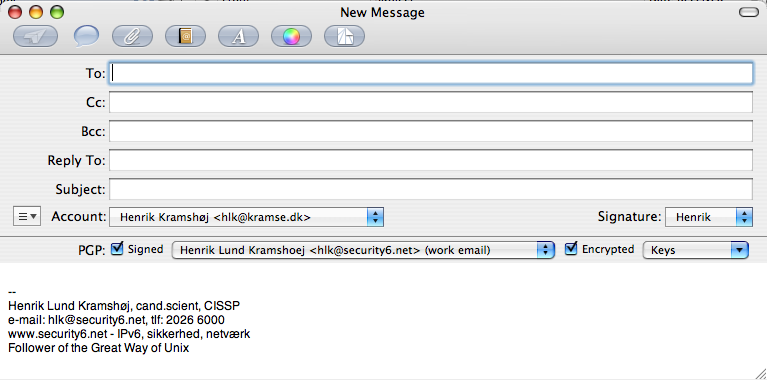 New Message
To:
Cc:
Bcc:
Reply To:
Subject:
Account: Henrik Kramshøj <hlk@kramse.dk> Signature: Henrik
PGP: Signed Henrik Lund Kramshoej <hlk@security6.net> (work email) Encrypted Keys
--
Henrik Lund Kramshøj, cand.scient, CISSP
e-mail: hlk@security6.net, tlf: 2026 6000
www.security6.net - IPv6, sikkerhed, netværk
Follower of the Great Way of Unix